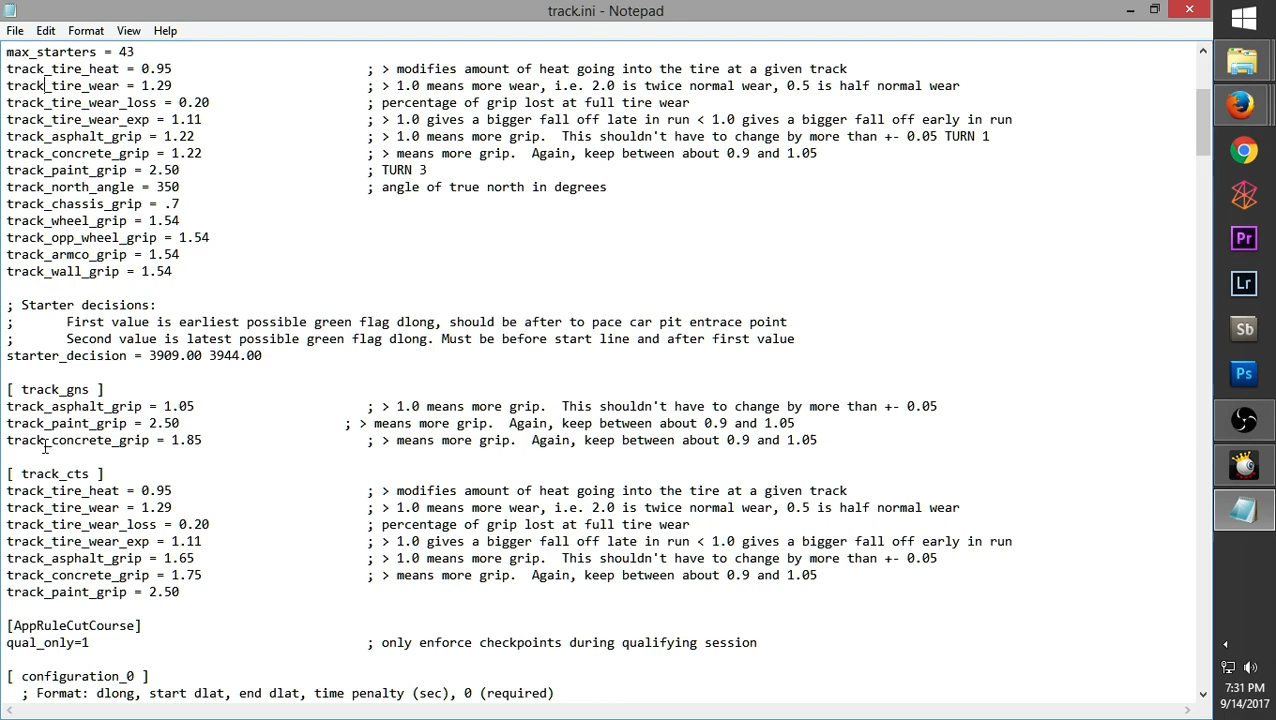 track.ini - Notepad
File Edit Format View Help
max_starters = 43
track_tire_heat = 0.95 ; > modifies amount of heat going into the tire at a given track
track_tire_wear = 1.29 ; > 1.0 means more wear, i.e. 2.0 is twice normal wear, 0.5 is half normal wear
track_tire_wear_loss = 0.20 ; percentage of grip lost at full tire wear
track_tire_wear_exp = 1.11 ; > 1.0 gives a bigger fall off late in run < 1.0 gives a bigger fall off early in run
track_asphalt_grip = 1.22 ; > 1.0 means more grip.  This shouldn't have to change by more than +- 0.05 TURN 1
track_concrete_grip = 1.22 ; > means more grip.  Again, keep between about 0.9 and 1.05
track_paint_grip = 2.50 ; TURN 3
track_north_angle = 350 ; angle of true north in degrees
track_chassis_grip = .7
track_wheel_grip = 1.54
track_opp_wheel_grip = 1.54
track_armco_grip = 1.54
track_wall_grip = 1.54
; Starter decisions:
; First value is earliest possible green flag dlong, should be after to pace car pit entrace point
; Second value is latest possible green flag dlong. Must be before start line and after first value
starter_decision = 3909.00 3944.00
[ track_gns ]
track_asphalt_grip = 1.05 ; > 1.0 means more grip.  This shouldn't have to change by more than +- 0.05
track_paint_grip = 2.50 ; > means more grip.  Again, keep between about 0.9 and 1.05
track_concrete_grip = 1.85 ; > means more grip.  Again, keep between about 0.9 and 1.05
[ track_cts ]
track_tire_heat = 0.95 ; > modifies amount of heat going into the tire at a given track
track_tire_wear = 1.29 ; > 1.0 means more wear, i.e. 2.0 is twice normal wear, 0.5 is half normal wear
track_tire_wear_loss = 0.20 ; percentage of grip lost at full tire wear
track_tire_wear_exp = 1.11 ; > 1.0 gives a bigger fall off late in run < 1.0 gives a bigger fall off early in run
track_asphalt_grip = 1.65 ; > 1.0 means more grip.  This shouldn't have to change by more than +- 0.05
track_concrete_grip = 1.75 ; > means more grip.  Again, keep between about 0.9 and 1.05
track_paint_grip = 2.50
[AppRuleCutCourse]
qual_only=1 ; only enforce checkpoints during qualifying session
[ configuration_0 ]
; Format: dlong, start dlat, end dlat, time penalty (sec), 0 (required)
Pr
Lr
Sb
Ps
7:31 PM
9/14/2017